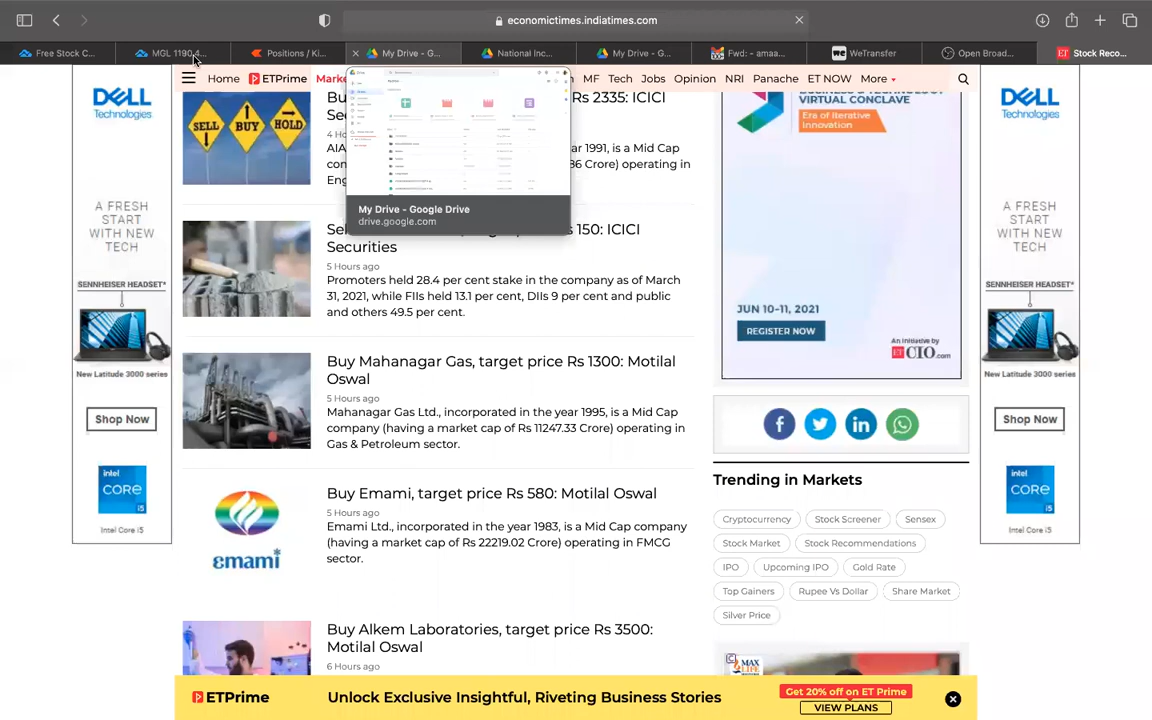 economictimes.indiatimes.com
Free Stock C...
MGL 1190.4...
Positions / Ki...
My Drive - G...
National Inc...
My Drive - G...
Fwd: - amaa...
WeTransfer
Open Broad...
Stock Reco...
Home
ETPrime
Marke
MF
Tech
Jobs
Opinion
NRI
Panache
ET NOW
More
My Drive - Google Drive
drive.google.com
SELL
BUY
HOLD
Rs 2335: ICICI
4 H
1991, is a Mid Cap
86 Crore) operating in
150: ICICI
Securities
5 Hours ago
Promoters held 28.4 per cent stake in the company as of March
31, 2021, while FIIs held 13.1 per cent, DIIs 9 per cent and public
and others 49.5 per cent.
Buy Mahanagar Gas, target price Rs 1300: Motilal
Oswal
5 Hours ago
Mahanagar Gas Ltd., incorporated in the year 1995, is a Mid Cap
company (having a market cap of Rs 11247.33 Crore) operating in
Gas & Petroleum sector.
emami
Buy Emami, target price Rs 580: Motilal Oswal
5 Hours ago
Emami Ltd., incorporated in the year 1983, is a Mid Cap company
(having a market cap of Rs 22219.02 Crore) operating in FMCG
sector.
Buy Alkem Laboratories, target price Rs 3500:
Motilal Oswal
6 Hours ago
DELL
Technologies
A FRESH
START
WITH NEW
TECH
SENNHEISER HEADSET*
New Latitude 3000 series
Shop Now
intel
CORE
i5
Intel Core i5
VIRTUAL CONCLAVE
Era of Iterative
Innovation
JUN 10-11, 2021
REGISTER NOW
An Initiative by
ET CIO.com
Trending in Markets
Cryptocurrency
Stock Screener
Sensex
Stock Market
Stock Recommendations
IPO
Upcoming IPO
Gold Rate
Top Gainers
Rupee Vs Dollar
Share Market
Silver Price
MAX
LIFE
DELL
Technologies
A FRESH
START
WITH NEW
TECH
SENNHEISER HEADSET*
New Latitude 3000 series
Shop Now
intel
CORE
i5
Intel Core i5
ETPrime
Unlock Exclusive Insightful, Riveting Business Stories
Get 20% off on ET Prime
VIEW PLANS